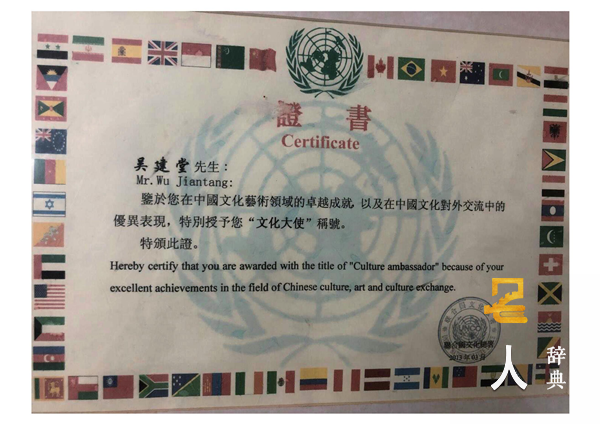 證 書
Certificate
吴建堂 先生：
Mr.Wu Jiantang:
鑒於您在中國文化藝術領域的卓越成就,以及在中國文化對外交流中的
優異表現，特別授予您“文化大使”稱號。
特頒此證。
Hereby certify that you are awarded with the title of "Culture ambassador" because of your
excellent achievements in the field of Chinese culture, art and culture exchange.
人
辞典